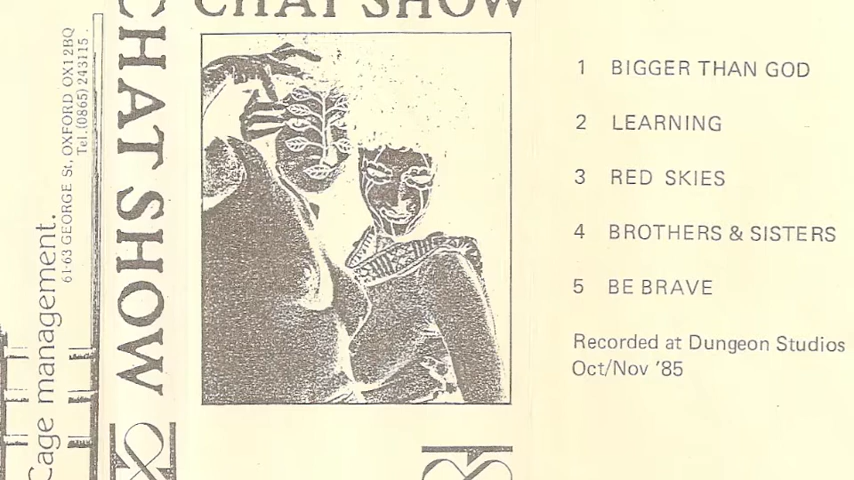 Cage management.
61-63 GEORGE St, OXFORD OX1 2BQ
Tel. (0865) 243115.
CHAT SHOW
CHAT SHOW
1 BIGGER THAN GOD
2 LEARNING
3 RED SKIES
4 BROTHERS & SISTERS
5 BE BRAVE
Recorded at Dungeon Studios
Oct/Nov '85